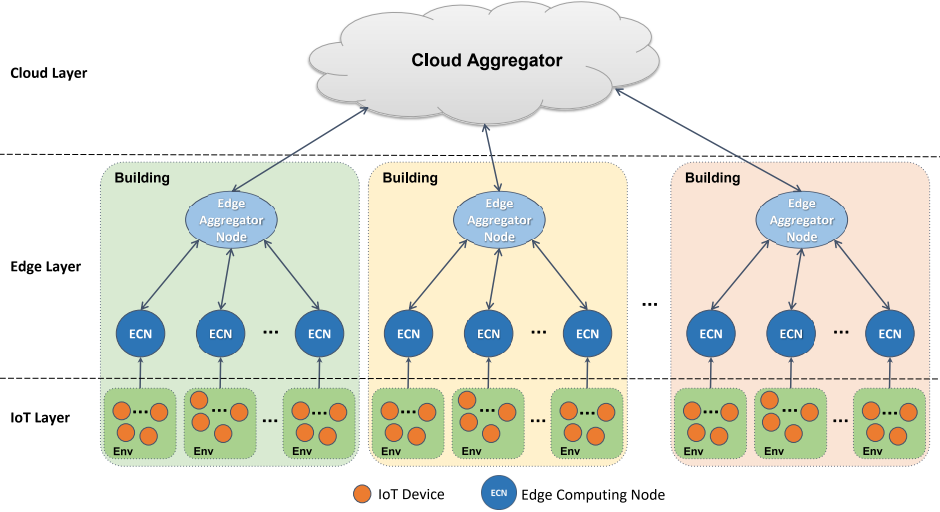 Cloud Aggregator
Cloud Layer
Building
Building
Building
Edge
Aggregator
Node
Edge
Aggregator
Node
Edge
Aggregator
Node
Edge Layer
...
ECN
ECN
...
ECN
ECN
ECN
...
ECN
ECN
ECN
...
ECN
IoT Layer
...
Env
...
Env
...
...
Env
...
Env
...
Env
...
...
Env
...
Env
...
Env
...
...
Env
IoT Device
ECN
Edge Computing Node